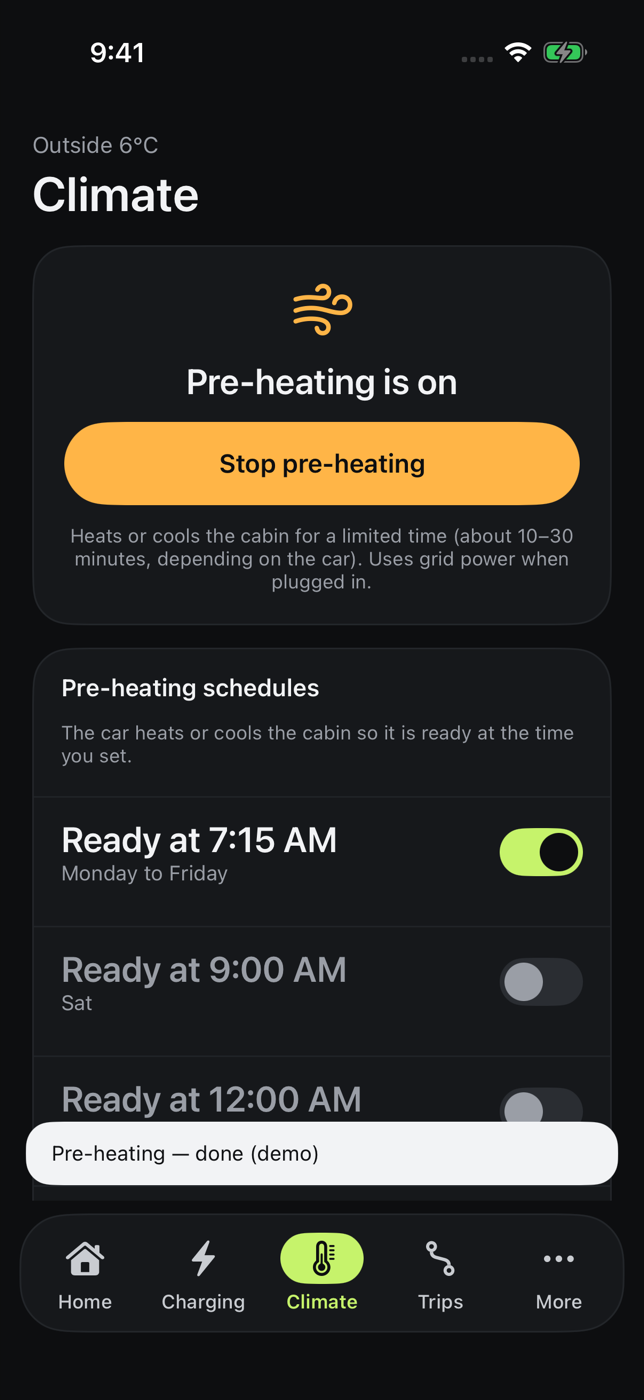 9:41
Outside 6°C
Climate
Pre-heating is on
Stop pre-heating
Heats or cools the cabin for a limited time (about 10–30
minutes, depending on the car). Uses grid power when
plugged in.
Pre-heating schedules
The car heats or cools the cabin so it is ready at the time
you set.
Ready at 7:15 AM
Monday to Friday
Ready at 9:00 AM
Sat
Ready at 12:00 AM
Pre-heating — done (demo)
Home
Charging
Climate
Trips
More